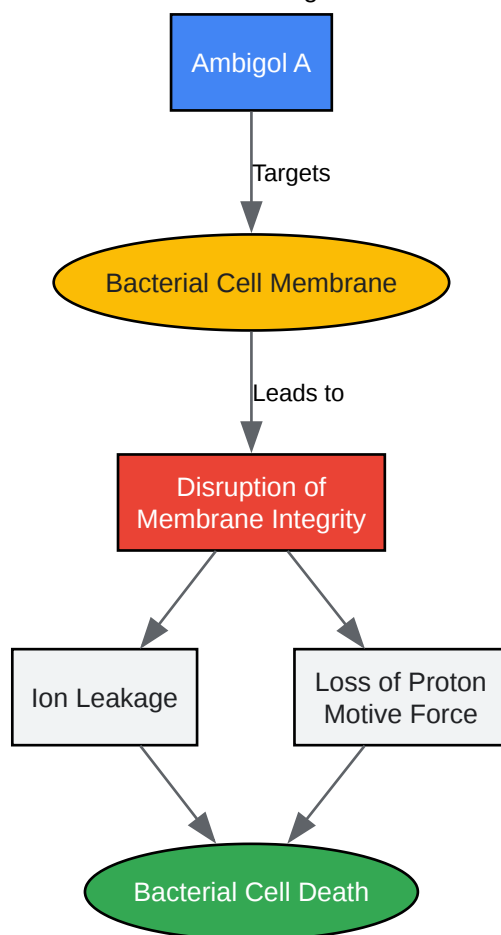 Ambigol A
Targets
Bacterial Cell Membrane
Leads to
Disruption of
Membrane Integrity
Ion Leakage
Loss of Proton
Motive Force
Bacterial Cell Death